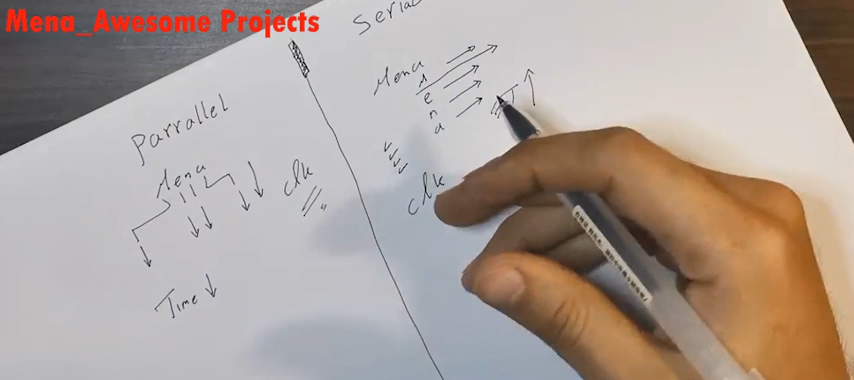 Mena_Awesome Projects
Parrallel
Mena
Clk
Time ↓
Serial
Mena
M
e
n
a
T ↑
Clk